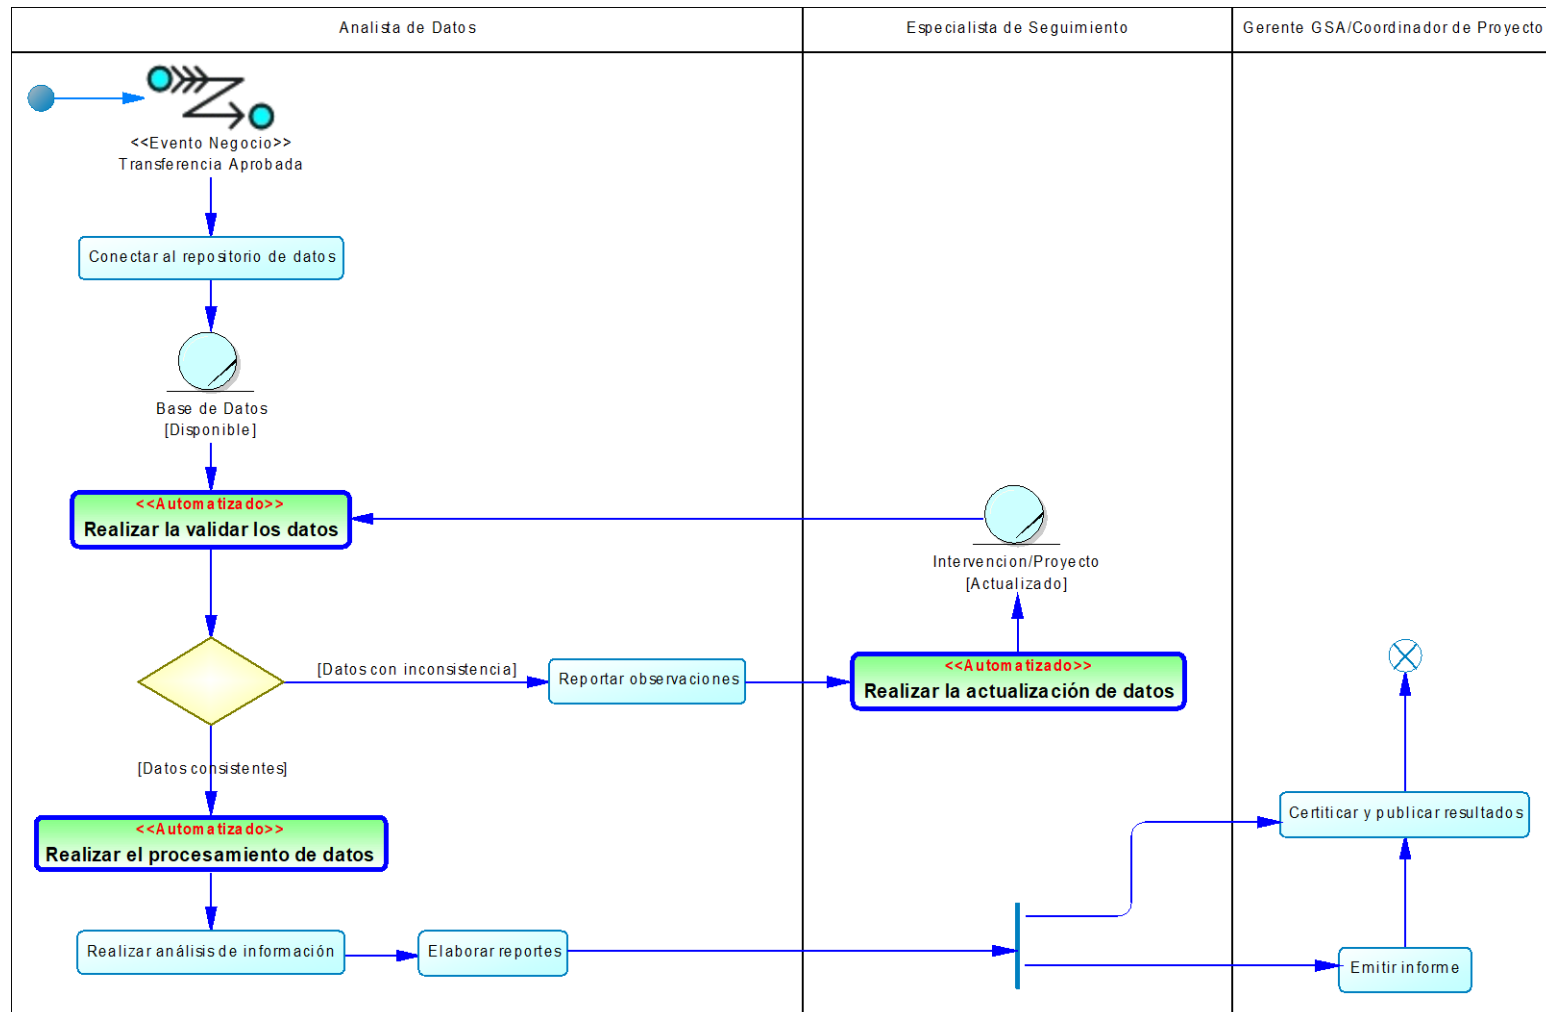 Analista de Datos
Especialista de Seguimiento
Gerente GSA/Coordinador de Proyecto
<<Evento Negocio>>
Transferencia Aprobada
Conectar al repositorio de datos
Base de Datos
[Disponible]
<<Automatizado>>
Realizar la validar los datos
Intervencion/Proyecto
[Actualizado]
[Datos con inconsistencia]
Reportar observaciones
<<Automatizado>>
Realizar la actualización de datos
[Datos consistentes]
<<Automatizado>>
Realizar el procesamiento de datos
Certiticar y publicar resultados
Realizar análisis de información
Elaborar reportes
Emitir informe